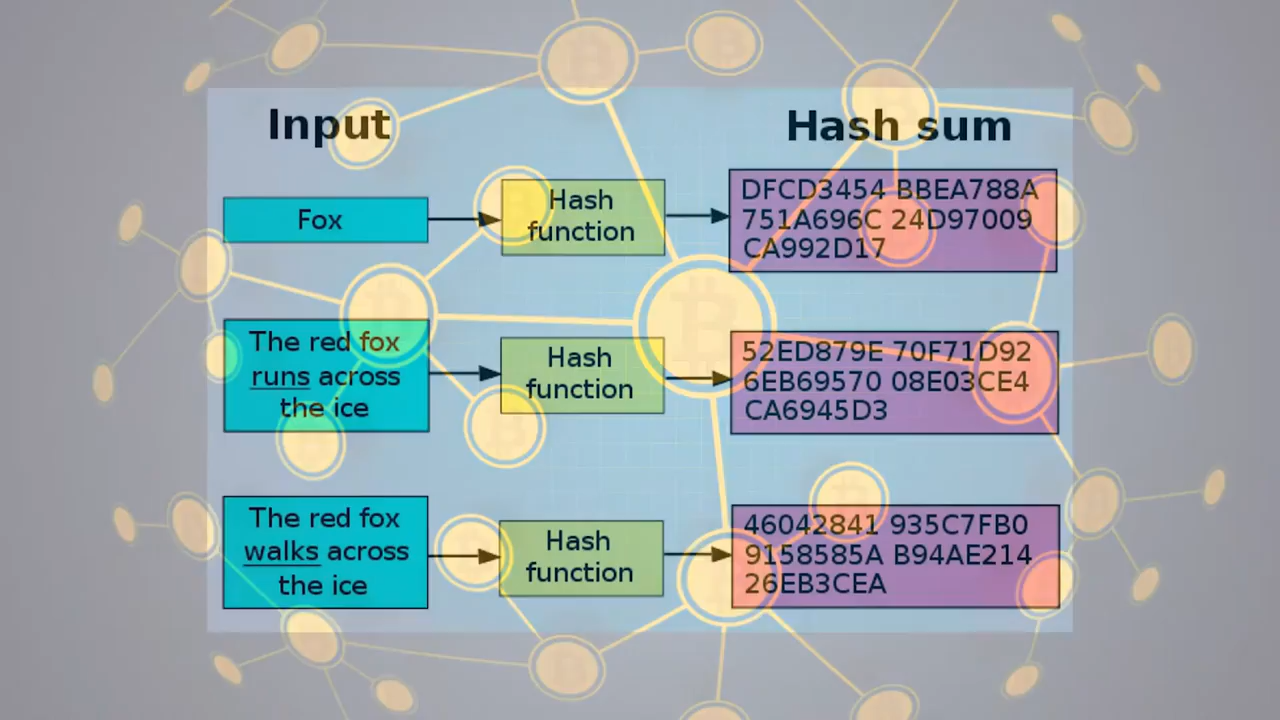 Input
Hash sum
Fox
Hash
function
DFCD3454 BBEA788A
751A696C 24D97009
CA992D17
The red fox
runs across
the ice
Hash
function
52ED879E 70F71D92
6EB69570 08E03CE4
CA6945D3
The red fox
walks across
the ice
Hash
function
46042841 935C7FB0
9158585A B94AE214
26EB3CEA